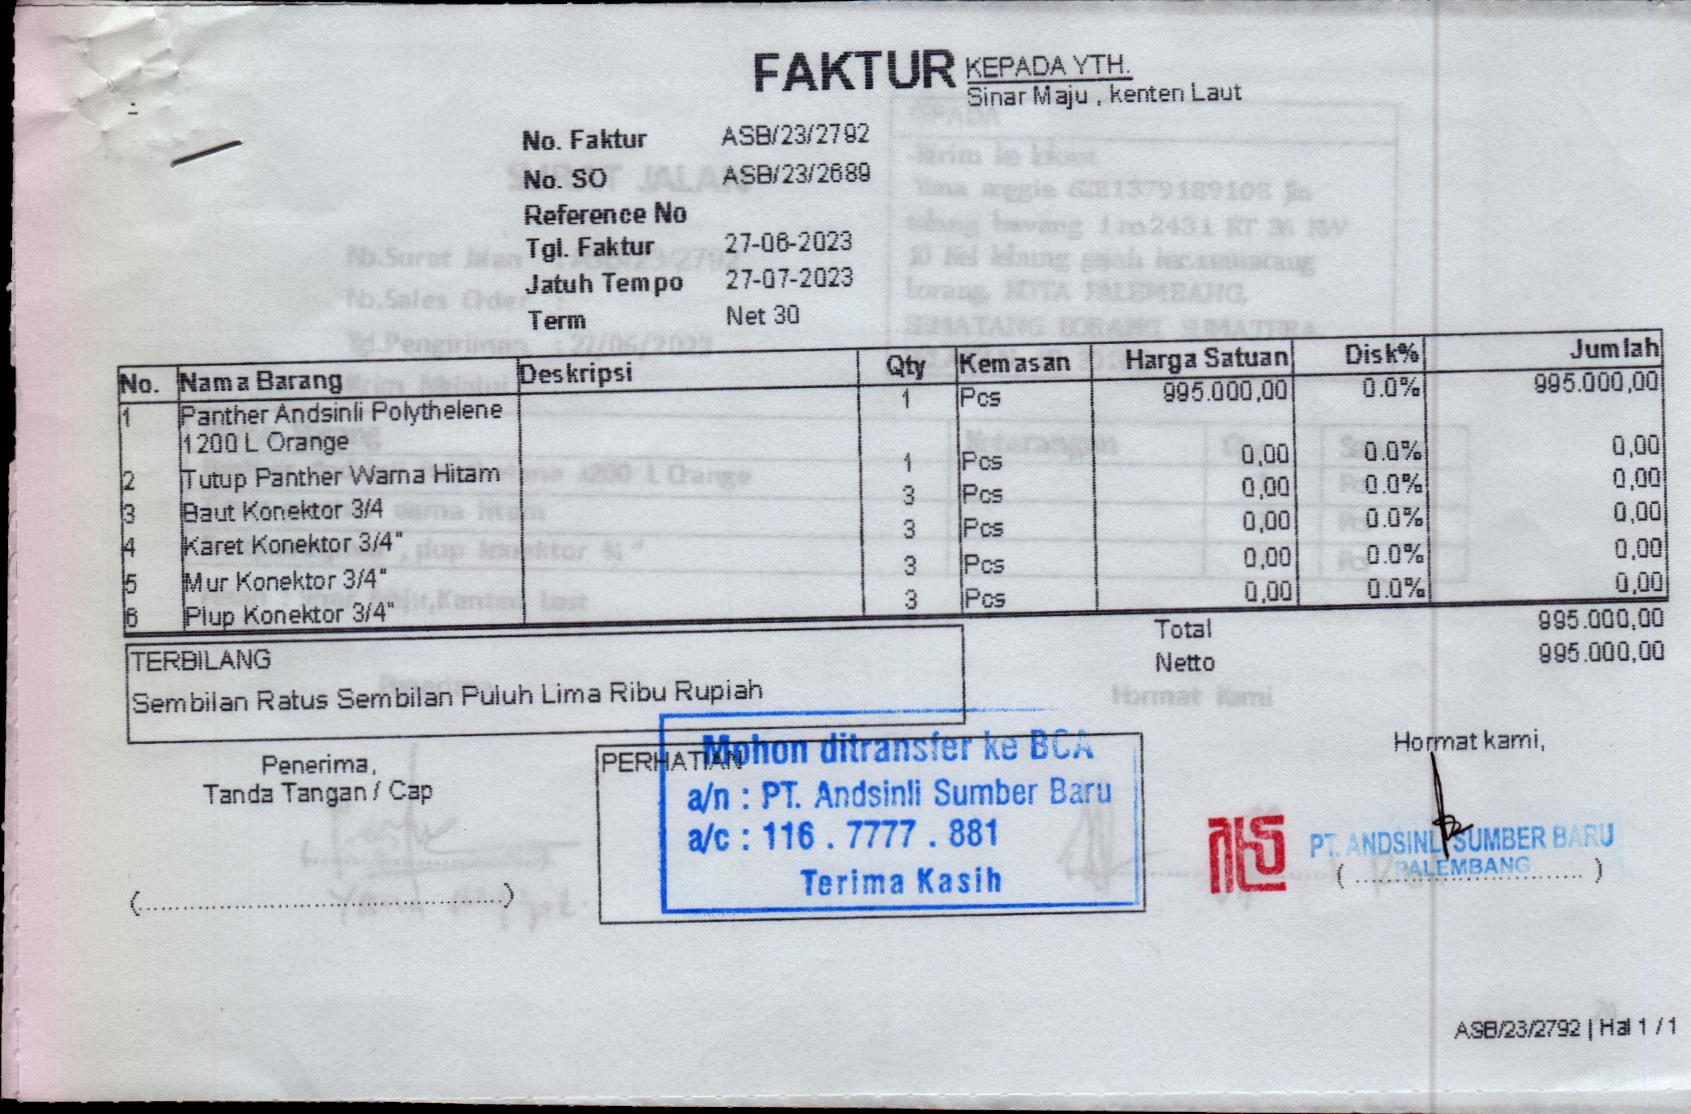 FAKTUR
KEPADA YTH.
Sinar Maju , kenten Laut
No. Faktur ASB/23/2792
No. SO ASB/23/2689
Reference No
Tgl. Faktur 27-06-2023
Jatuh Tempo 27-07-2023
Term Net 30
No. Nama Barang Deskripsi Qty Kemasan Harga Satuan Disk% Jumlah
1 Panther Andsinli Polythelene 1 Pcs 995.000,00 0.0% 995.000,00
1200 L Orange
2 Tutup Panther Warna Hitam 1 Pcs 0,00 0.0% 0,00
3 Baut Konektor 3/4 3 Pcs 0,00 0.0% 0,00
4 Karet Konektor 3/4" 3 Pcs 0,00 0.0% 0,00
5 Mur Konektor 3/4" 3 Pcs 0,00 0.0% 0,00
6 Plup Konektor 3/4" 3 Pcs 0,00 0.0% 0,00
Total 995.000,00
Netto 995.000,00
TERBILANG
Sembilan Ratus Sembilan Puluh Lima Ribu Rupiah
Penerima,
Tanda Tangan / Cap
(..............................................)
PERHATIAN
Mohon ditransfer ke BCA
a/n : PT. Andsinli Sumber Baru
a/c : 116 . 7777 . 881
Terima Kasih
Hormat kami,
PT. ANDSINLI SUMBER BARU
PALEMBANG
( ................................ )
ASB/23/2792 | Hal 1 / 1